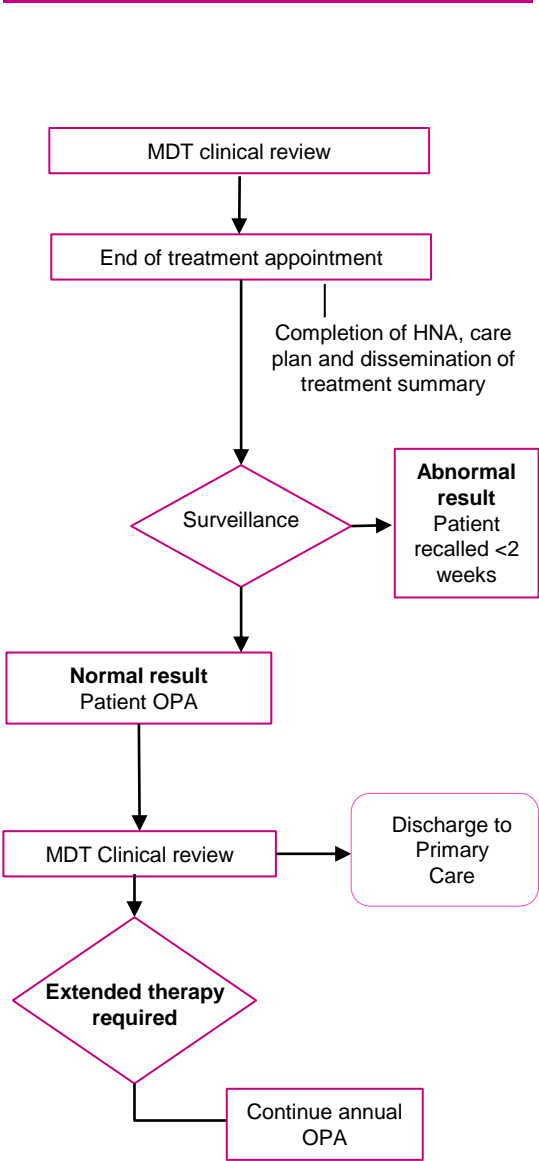 MDT clinical review
End of treatment appointment
Completion of HNA, care
plan and dissemination of
treatment summary
Surveillance
Abnormal
result
Patient
recalled <2
weeks
Normal result
Patient OPA
MDT Clinical review
Discharge to
Primary
Care
Extended therapy
required
Continue annual
OPA